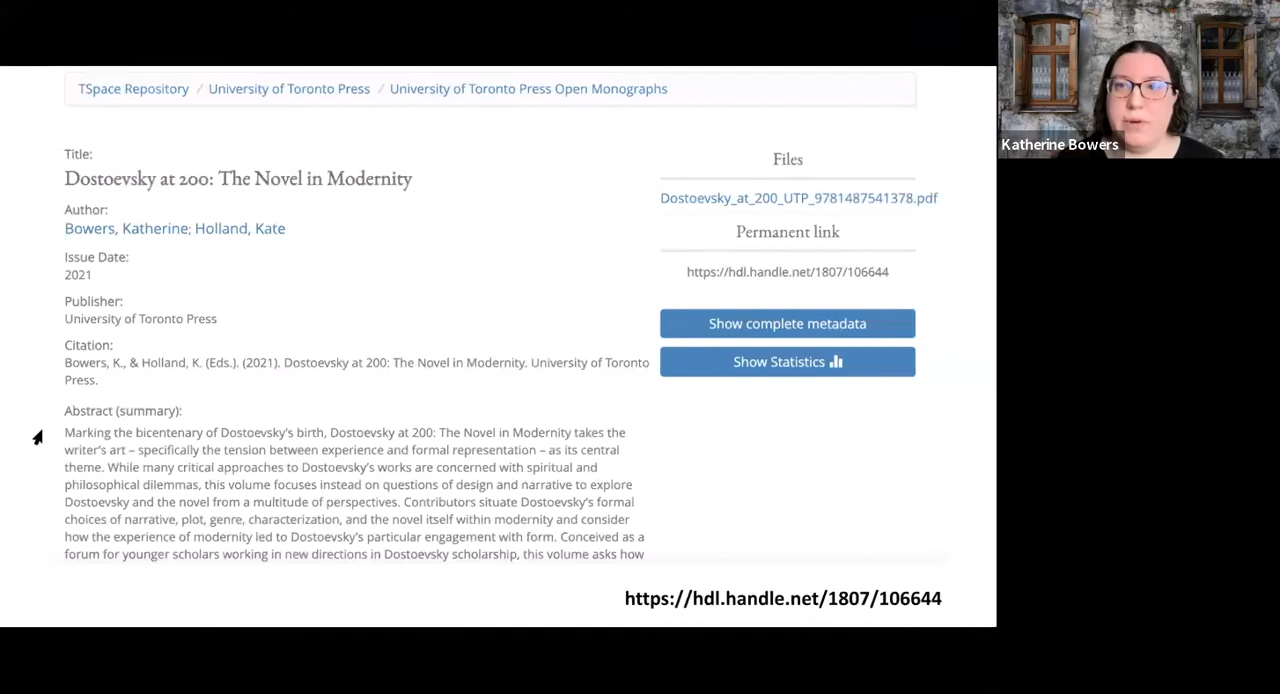 TSpace Repository / University of Toronto Press / University of Toronto Press Open Monographs
Title:
Dostoevsky at 200: The Novel in Modernity
Author:
Bowers, Katherine; Holland, Kate
Issue Date:
2021
Publisher:
University of Toronto Press
Citation:
Bowers, K., & Holland, K. (Eds.). (2021). Dostoevsky at 200: The Novel in Modernity. University of Toronto
Press.
Abstract (summary):
Marking the bicentenary of Dostoevsky's birth, Dostoevsky at 200: The Novel in Modernity takes the
writer's art – specifically the tension between experience and formal representation – as its central
theme. While many critical approaches to Dostoevsky's works are concerned with spiritual and
philosophical dilemmas, this volume focuses instead on questions of design and narrative to explore
Dostoevsky and the novel from a multitude of perspectives. Contributors situate Dostoevsky's formal
choices of narrative, plot, genre, characterization, and the novel itself within modernity and consider
how the experience of modernity led to Dostoevsky's particular engagement with form. Conceived as a
forum for younger scholars working in new directions in Dostoevsky scholarship, this volume asks how
Files
Dostoevsky_at_200_UTP_9781487541378.pdf
Permanent link
https://hdl.handle.net/1807/106644
Show complete metadata
Show Statistics
https://hdl.handle.net/1807/106644
Katherine Bowers